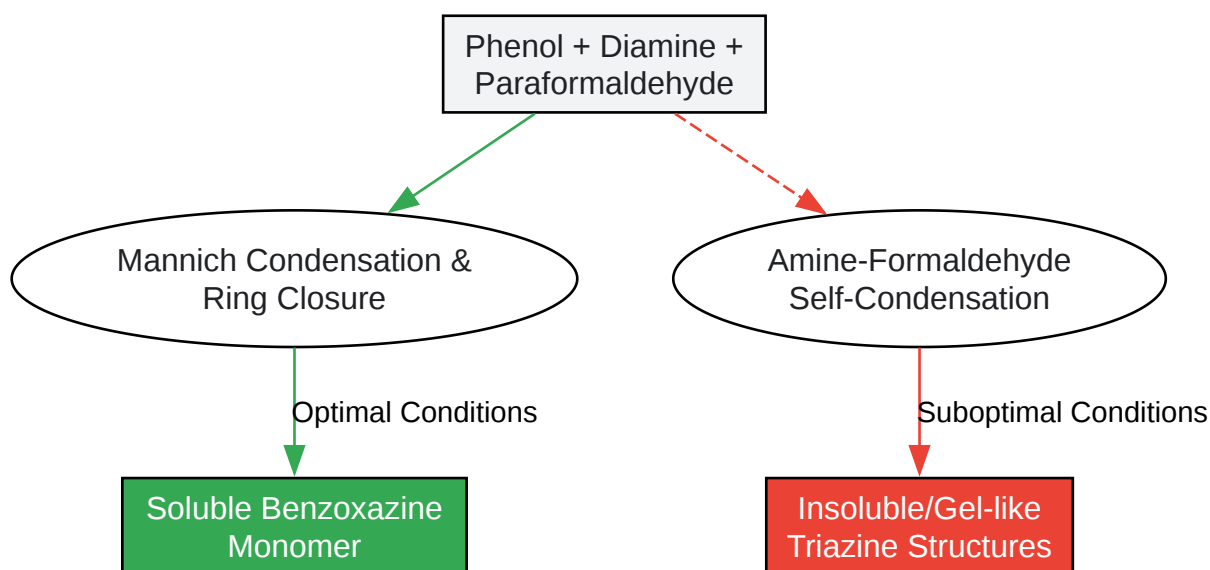 Phenol + Diamine +
Paraformaldehyde
Mannich Condensation &
Ring Closure
Amine-Formaldehyde
Self-Condensation
Optimal Conditions
Suboptimal Conditions
Soluble Benzoxazine
Monomer
Insoluble/Gel-like
Triazine Structures